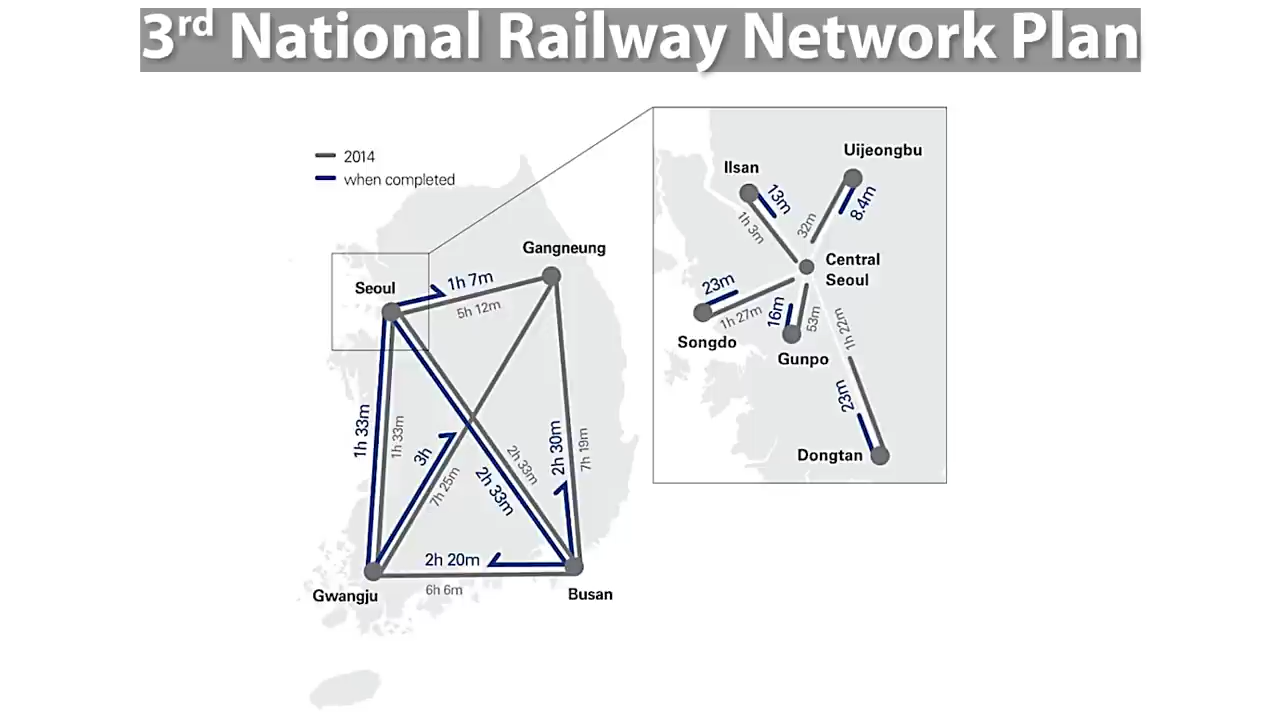 3rd National Railway Network Plan
2014
when completed
Gangneung
Seoul
1h 7m
5h 12m
1h 33m
1h 33m
3h
7h 25m
2h 33m
2h 33m
2h 30m
7h 19m
2h 20m
6h 6m
Gwangju
Busan
Uijeongbu
Ilsan
13m
1h 3m
32m
8.4m
Central
Seoul
23m
1h 27m
16m
53m
1h 22m
Songdo
Gunpo
23m
Dongtan